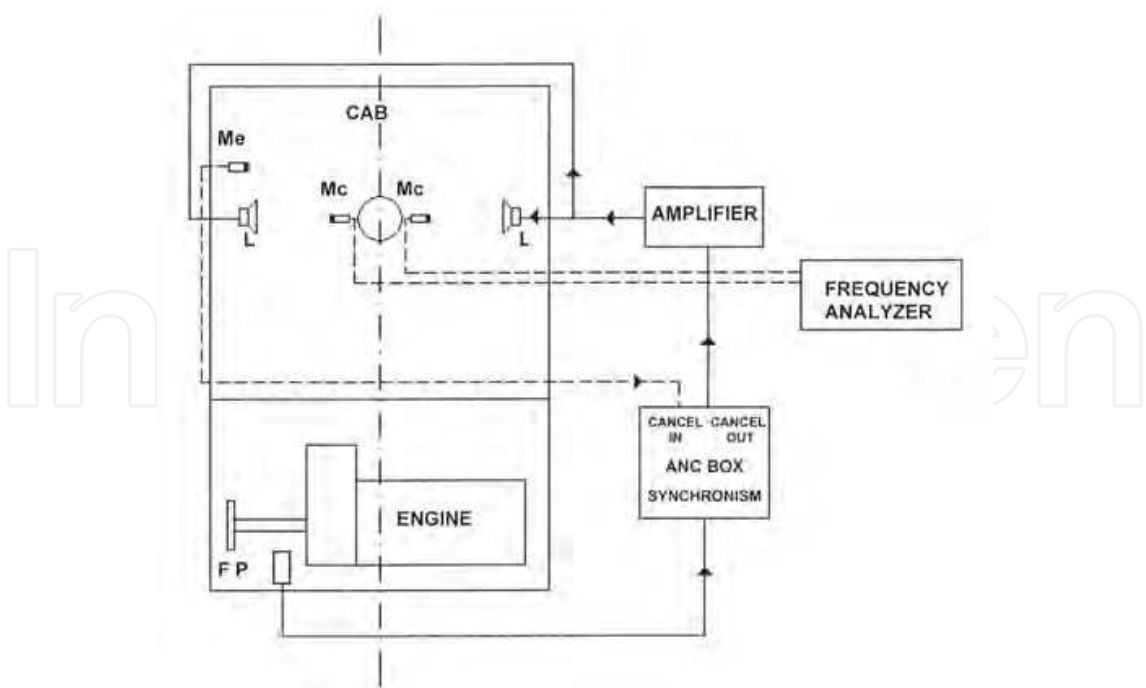 CAB
Me
Mc
Mc
L
L
AMPLIFIER
FREQUENCY
ANALYZER
CANCEL CANCEL
IN OUT
ANC BOX
SYNCHRONISM
ENGINE
F P